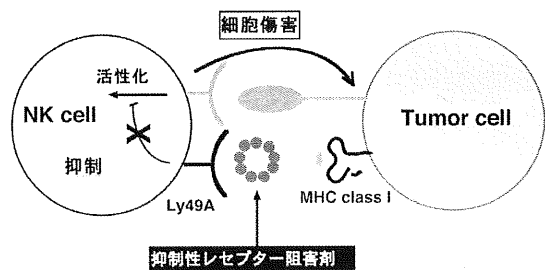 細胞傷害
活性化
NK cell
抑制
Tumor cell
Ly49A
MHC class I
抑制性レセプター阻害剤